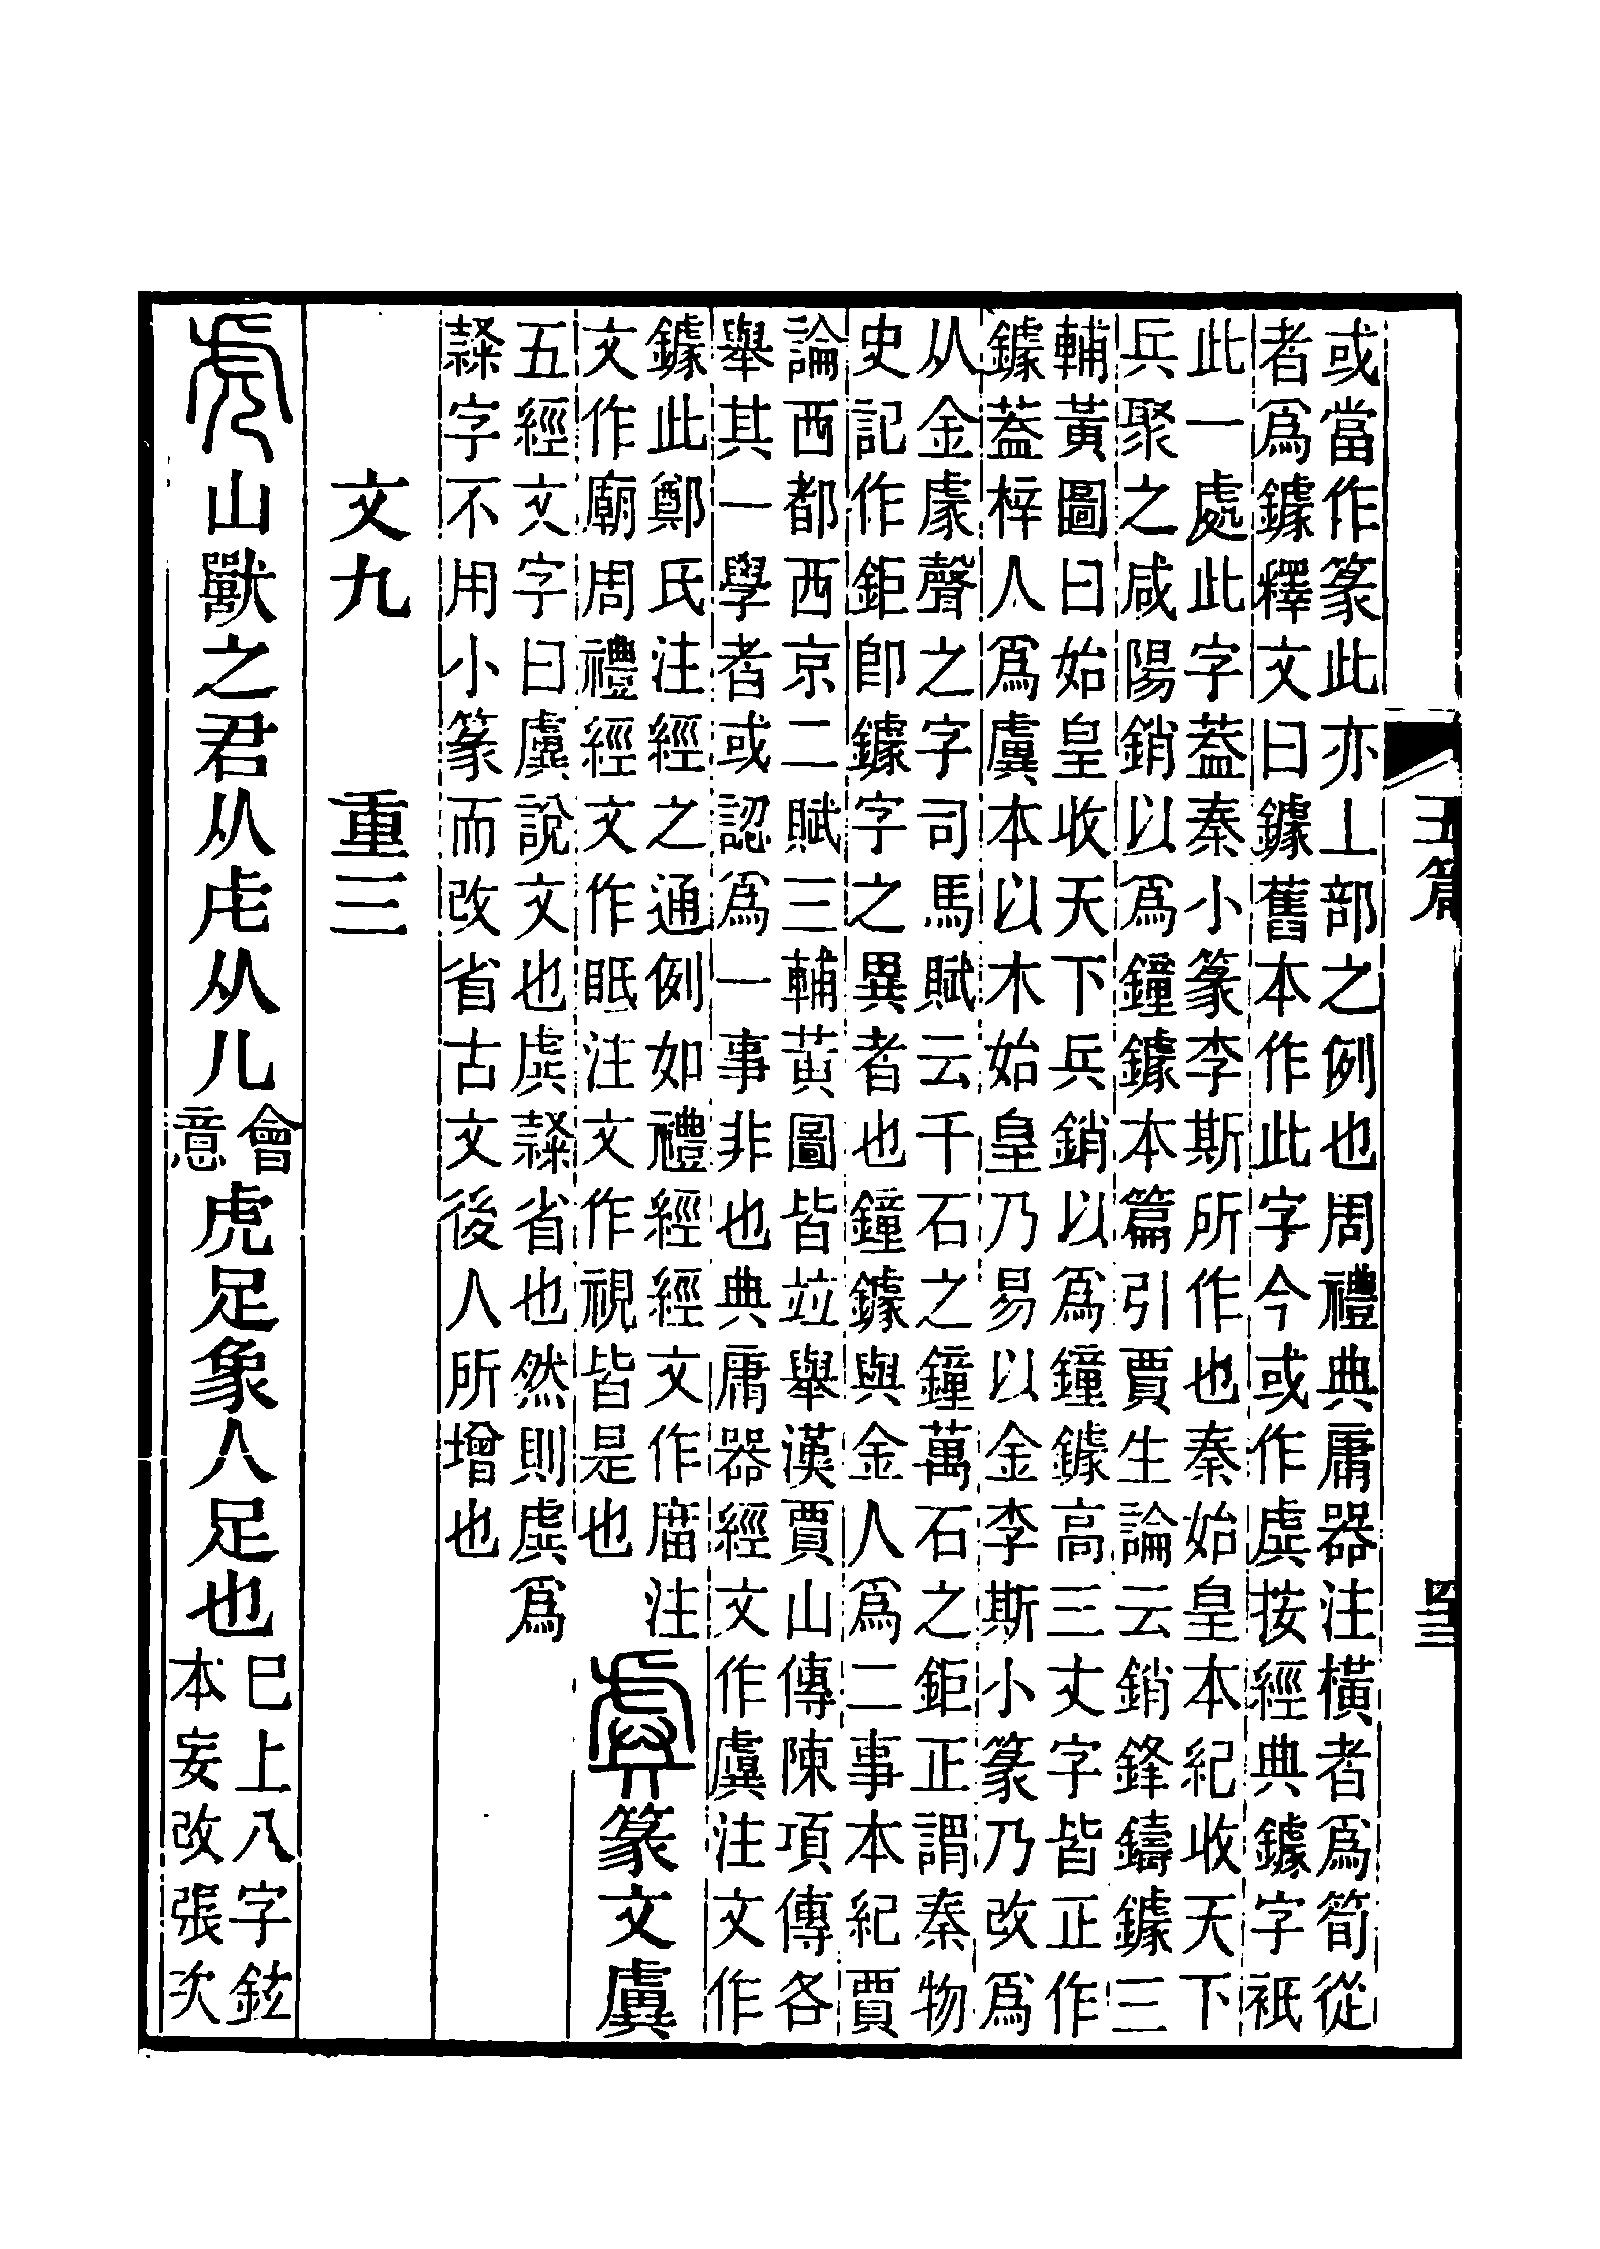 五篇
四三
或當作篆此亦上部之例也周禮典庸器注橫者爲筍從
者爲鐻釋文曰鐻舊本作此字今或作虡按經典鐻字祇
此一處此字葢秦小篆李斯所作也秦始皇本紀收天下
兵聚之咸陽銷以爲鐘鐻本篇引賈生論云銷鋒鑄鐻三
輔黃圖曰始皇收天下兵銷以爲鐘鐻高三丈字皆正作
鐻葢梓人爲虡本以木始皇乃易以金李斯小篆乃改爲
从金豦聲之字司馬賦云千石之鐘萬石之鉅正謂秦物
史記作鉅卽鐻字之異者也鐘鐻與金人爲二事本紀賈
論西都西京二賦三輔黃圖皆竝舉漢賈山傳陳項傳各
舉其一學者或認爲一事非也典庸器經文作虡注文作
鐻此鄭氏注經之通例如禮經經文作庿注
文作廟周禮經文作眂注文作視皆是也
篆文虡
五經文字曰虡說文也虡隸省也然則虡爲
隸字不用小篆而改省古文後人所增也
文九 重三
山獸之君从虍从儿
會
意
虎足象人足也
巳上八字鉉
本妄改張次